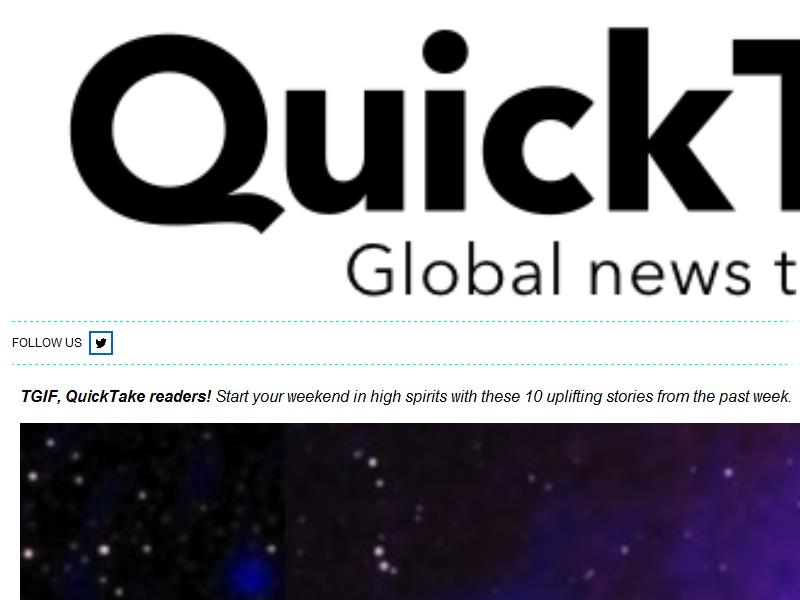 QuickT
Global news t
FOLLOW US
TGIF, QuickTake readers! Start your weekend in high spirits with these 10 uplifting stories from the past week.